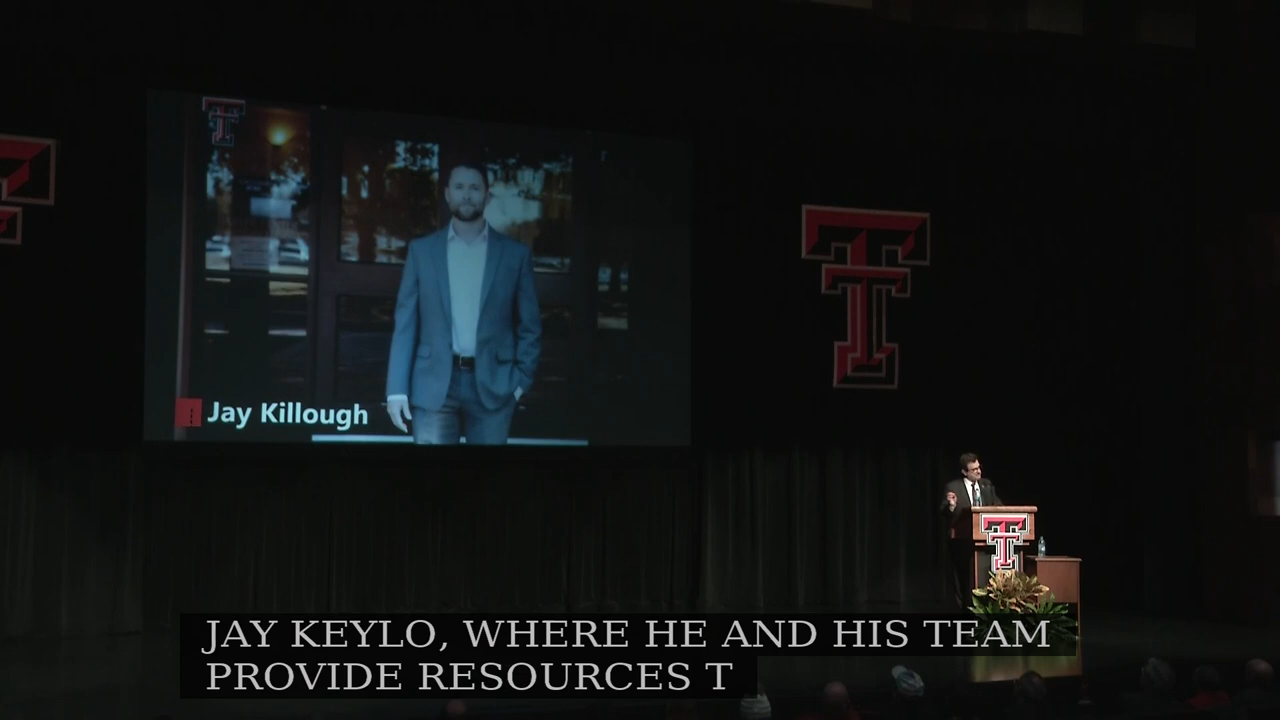 Jay Killough
JAY KEYLO, WHERE HE AND HIS TEAM
PROVIDE RESOURCES T